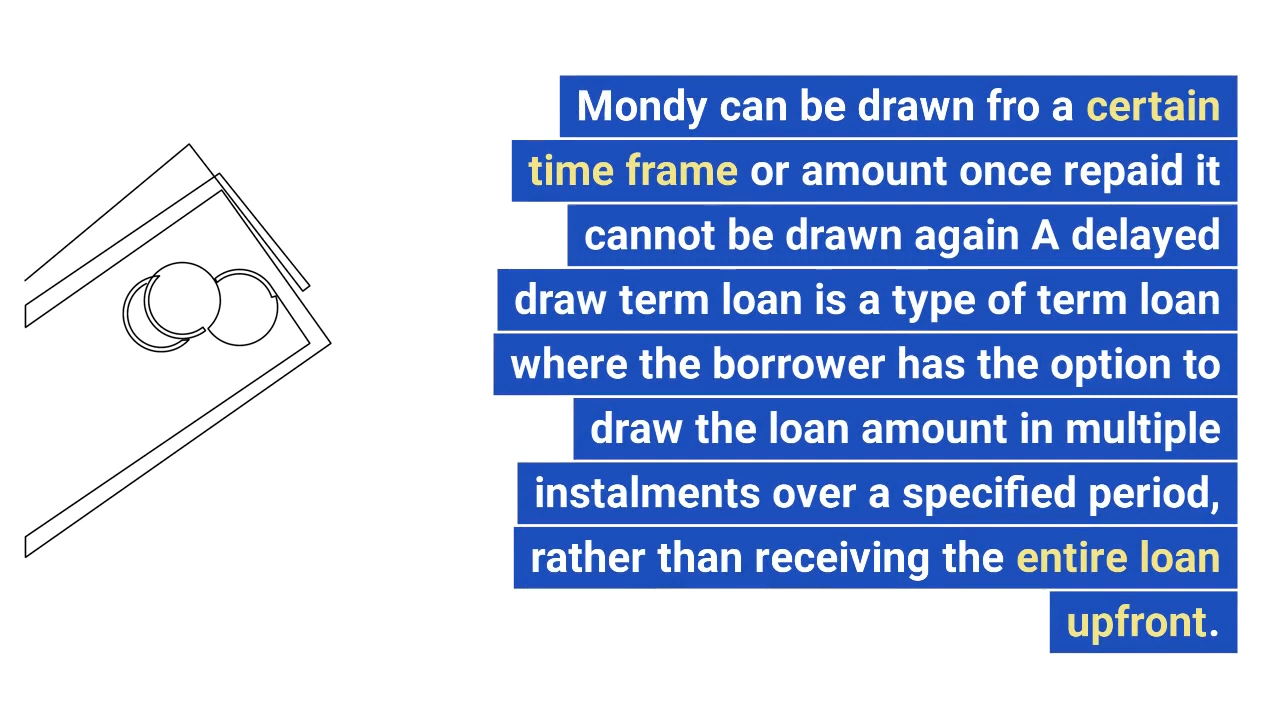 Mondy can be drawn fro a certain
time frame or amount once repaid it
cannot be drawn again A delayed
draw term loan is a type of term loan
where the borrower has the option to
draw the loan amount in multiple
instalments over a specified period,
rather than receiving the entire loan
upfront.